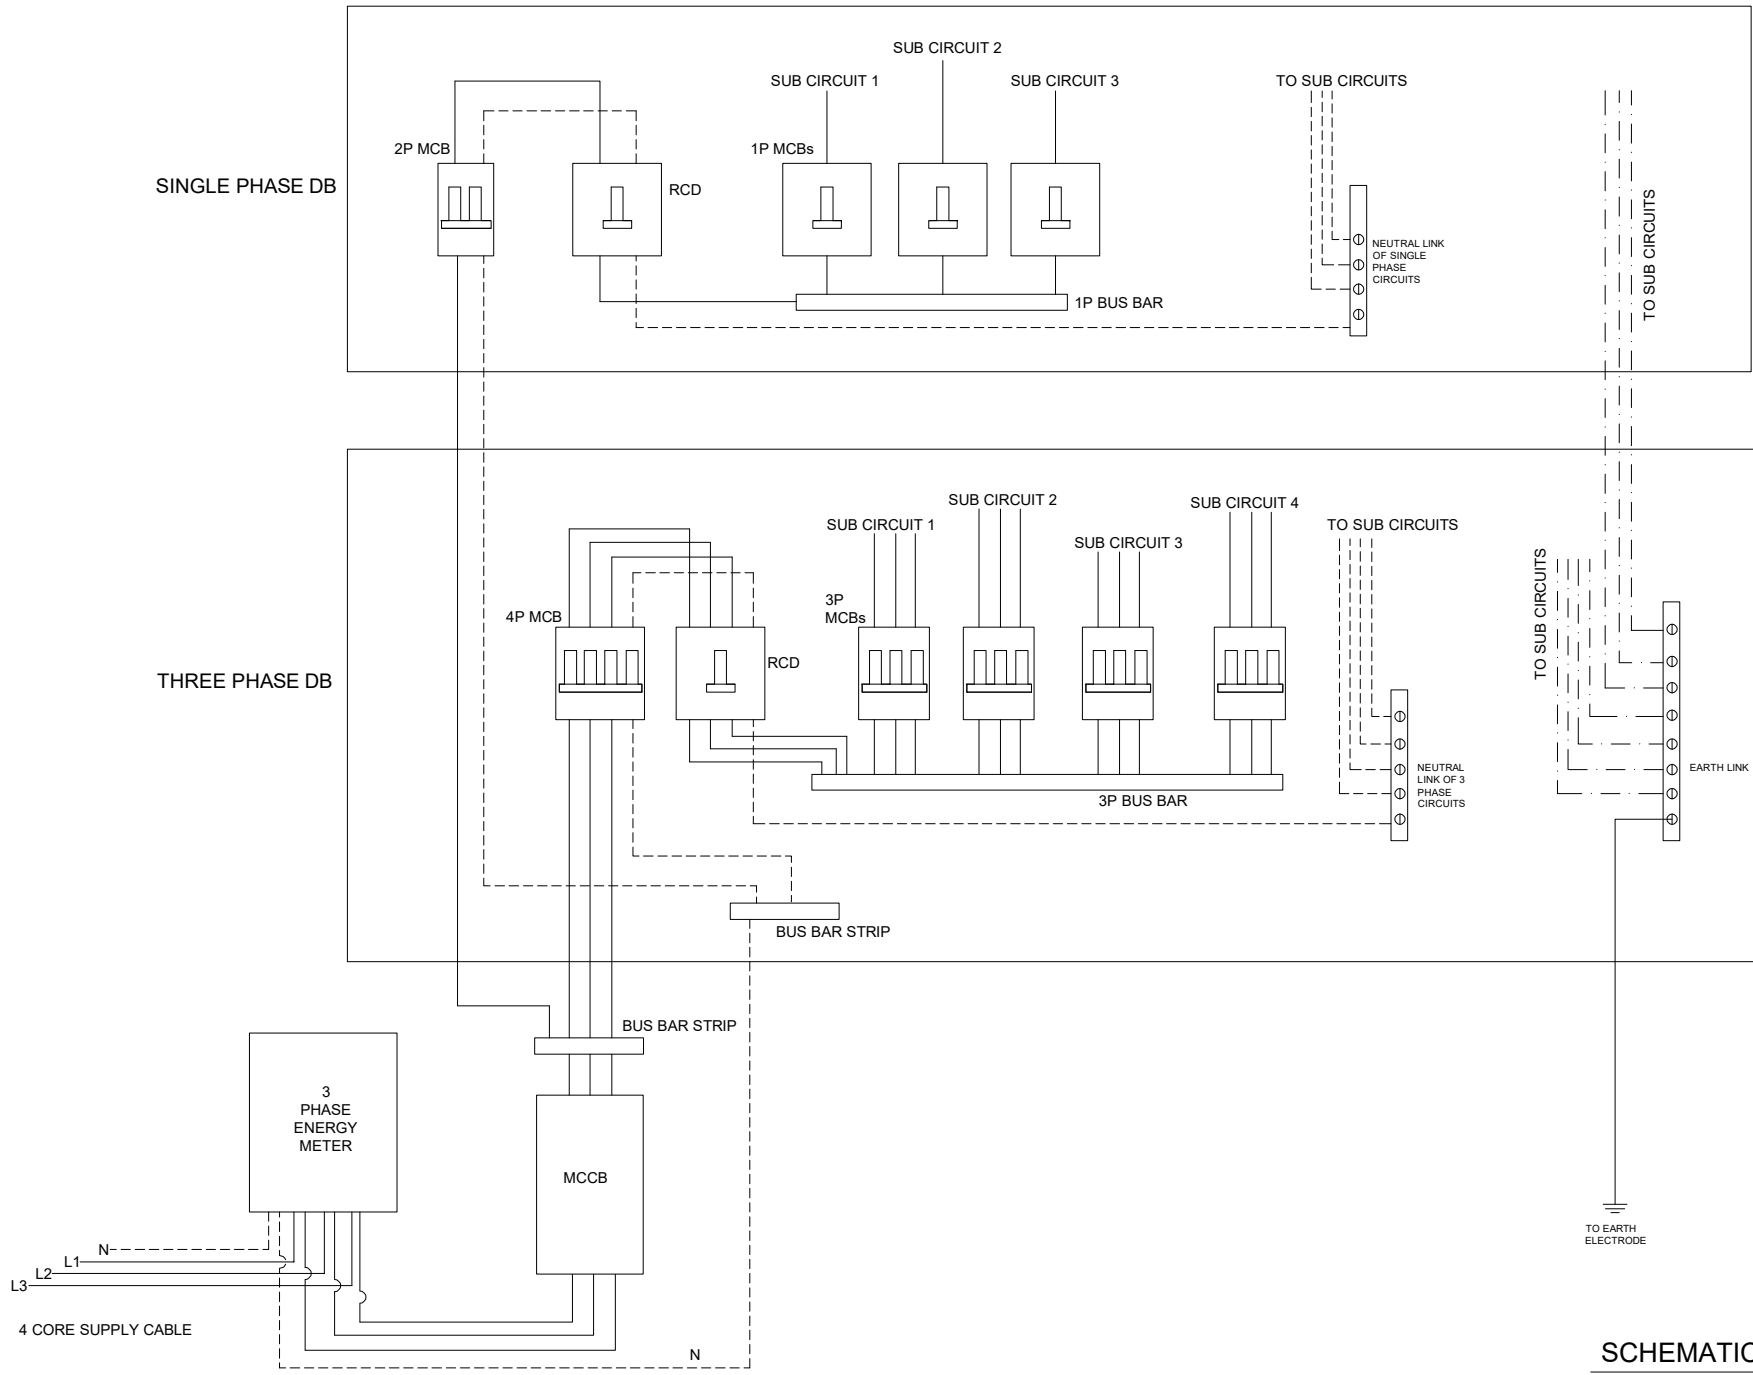 SUB CIRCUIT 2
SUB CIRCUIT 1
SUB CIRCUIT 3
TO SUB CIRCUITS
2P MCB
1P MCBs
RCD
SINGLE PHASE DB
NEUTRAL LINK
OF SINGLE
PHASE
CIRCUITS
TO SUB CIRCUITS
1P BUS BAR
SUB CIRCUIT 2
SUB CIRCUIT 4
SUB CIRCUIT 1
TO SUB CIRCUITS
SUB CIRCUIT 3
3P
MCBs
4P MCB
RCD
TO SUB CIRCUITS
THREE PHASE DB
NEUTRAL
LINK OF 3
PHASE
CIRCUITS
EARTH LINK
3P BUS BAR
BUS BAR STRIP
BUS BAR STRIP
3
PHASE
ENERGY
METER
MCCB
TO EARTH
ELECTRODE
N
L1
L2
L3
4 CORE SUPPLY CABLE
N
SCHEMATIC